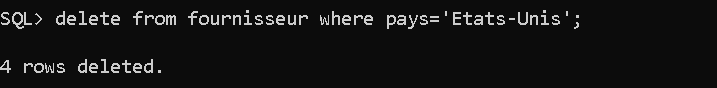 SQL> delete from fournisseur where pays='Etats-Unis';
4 rows deleted.